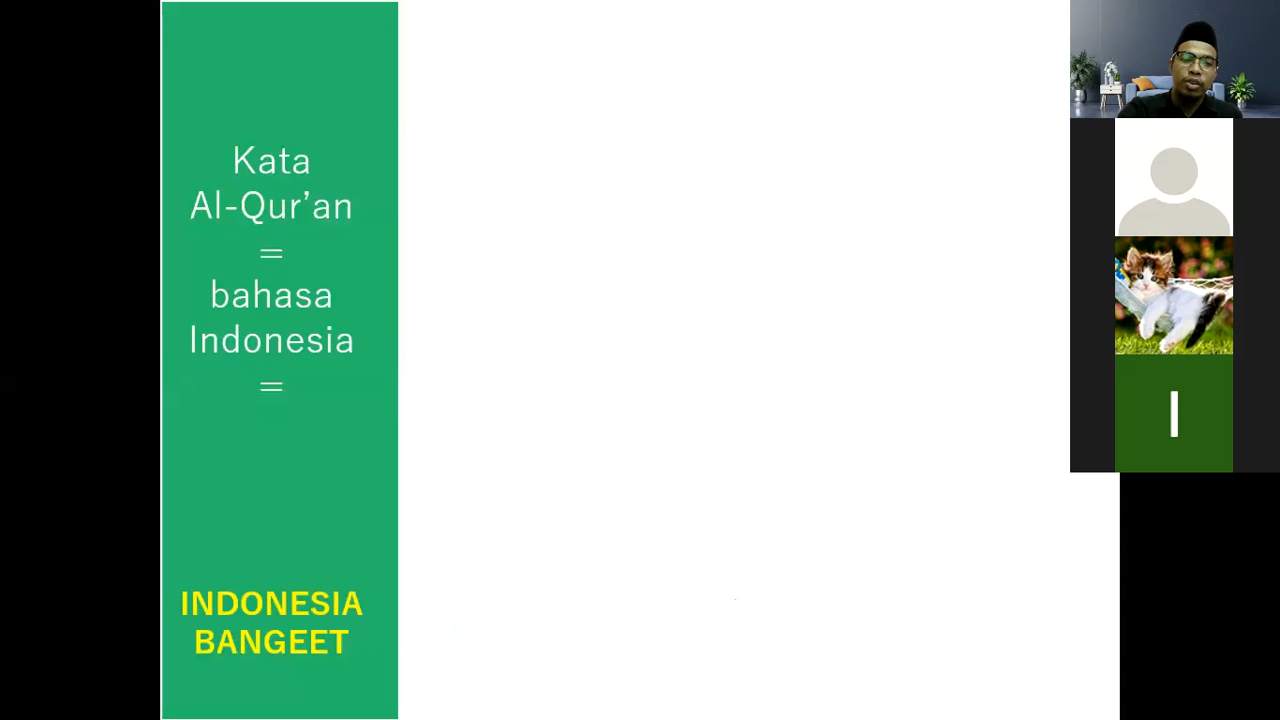 Kata
Al-Qur’an
=
bahasa
Indonesia
=
INDONESIA
BANGEET
I